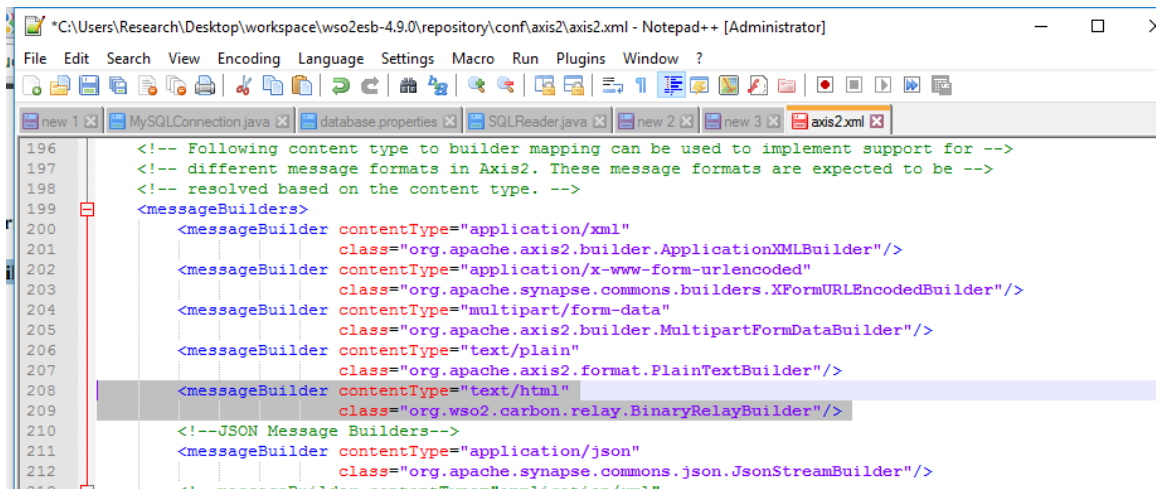 *C:\Users\Research\Desktop\workspace\wso2esb-4.9.0\repository\conf\axis2\axis2.xml - Notepad++ [Administrator]
File Edit Search View Encoding Language Settings Macro Run Plugins Window ?
new 1 MySQLConnection.java database.properties SQLReader.java new 2 new 3 axis2.xml
196 <!-- Following content type to builder mapping can be used to implement support for -->
197 <!-- different message formats in Axis2. These message formats are expected to be -->
198 <!-- resolved based on the content type. -->
199 <messageBuilders>
200 <messageBuilder contentType="application/xml"
201 class="org.apache.axis2.builder.ApplicationXMLBuilder"/>
202 <messageBuilder contentType="application/x-www-form-urlencoded"
203 class="org.apache.synapse.commons.builders.XFormURLEncodedBuilder"/>
204 <messageBuilder contentType="multipart/form-data"
205 class="org.apache.axis2.builder.MultipartFormDataBuilder"/>
206 <messageBuilder contentType="text/plain"
207 class="org.apache.axis2.format.PlainTextBuilder"/>
208 <messageBuilder contentType="text/html"
209 class="org.wso2.carbon.relay.BinaryRelayBuilder"/>
210 <!--JSON Message Builders-->
211 <messageBuilder contentType="application/json"
212 class="org.apache.synapse.commons.json.JsonStreamBuilder"/>